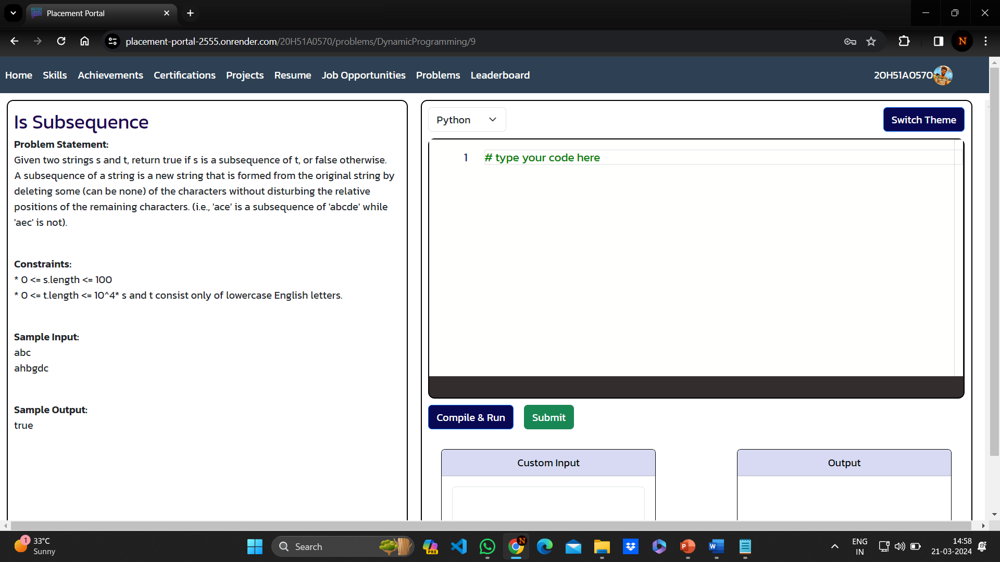 Placement Portal
placement-portal-2555.onrender.com/20H51A0570/problems/DynamicProgramming/9
N
Home Skills Achievements Certifications Projects Resume Job Opportunities Problems Leaderboard 20H51A0570
Is Subsequence
Problem Statement:
Given two strings s and t, return true if s is a subsequence of t, or false otherwise.
A subsequence of a string is a new string that is formed from the original string by
deleting some (can be none) of the characters without disturbing the relative
positions of the remaining characters. (i.e., 'ace' is a subsequence of 'abcde' while
'aec' is not).
Constraints:
* 0 <= s.length <= 100
* 0 <= t.length <= 10^4* s and t consist only of lowercase English letters.
Sample Input:
abc
ahbgdc
Sample Output:
true
Python
Switch Theme
1 # type your code here
Compile & Run Submit
Custom Input
Output
1
33°C
Sunny
Search
PRE
N
P
W
ENG
IN
14:58
21-03-2024